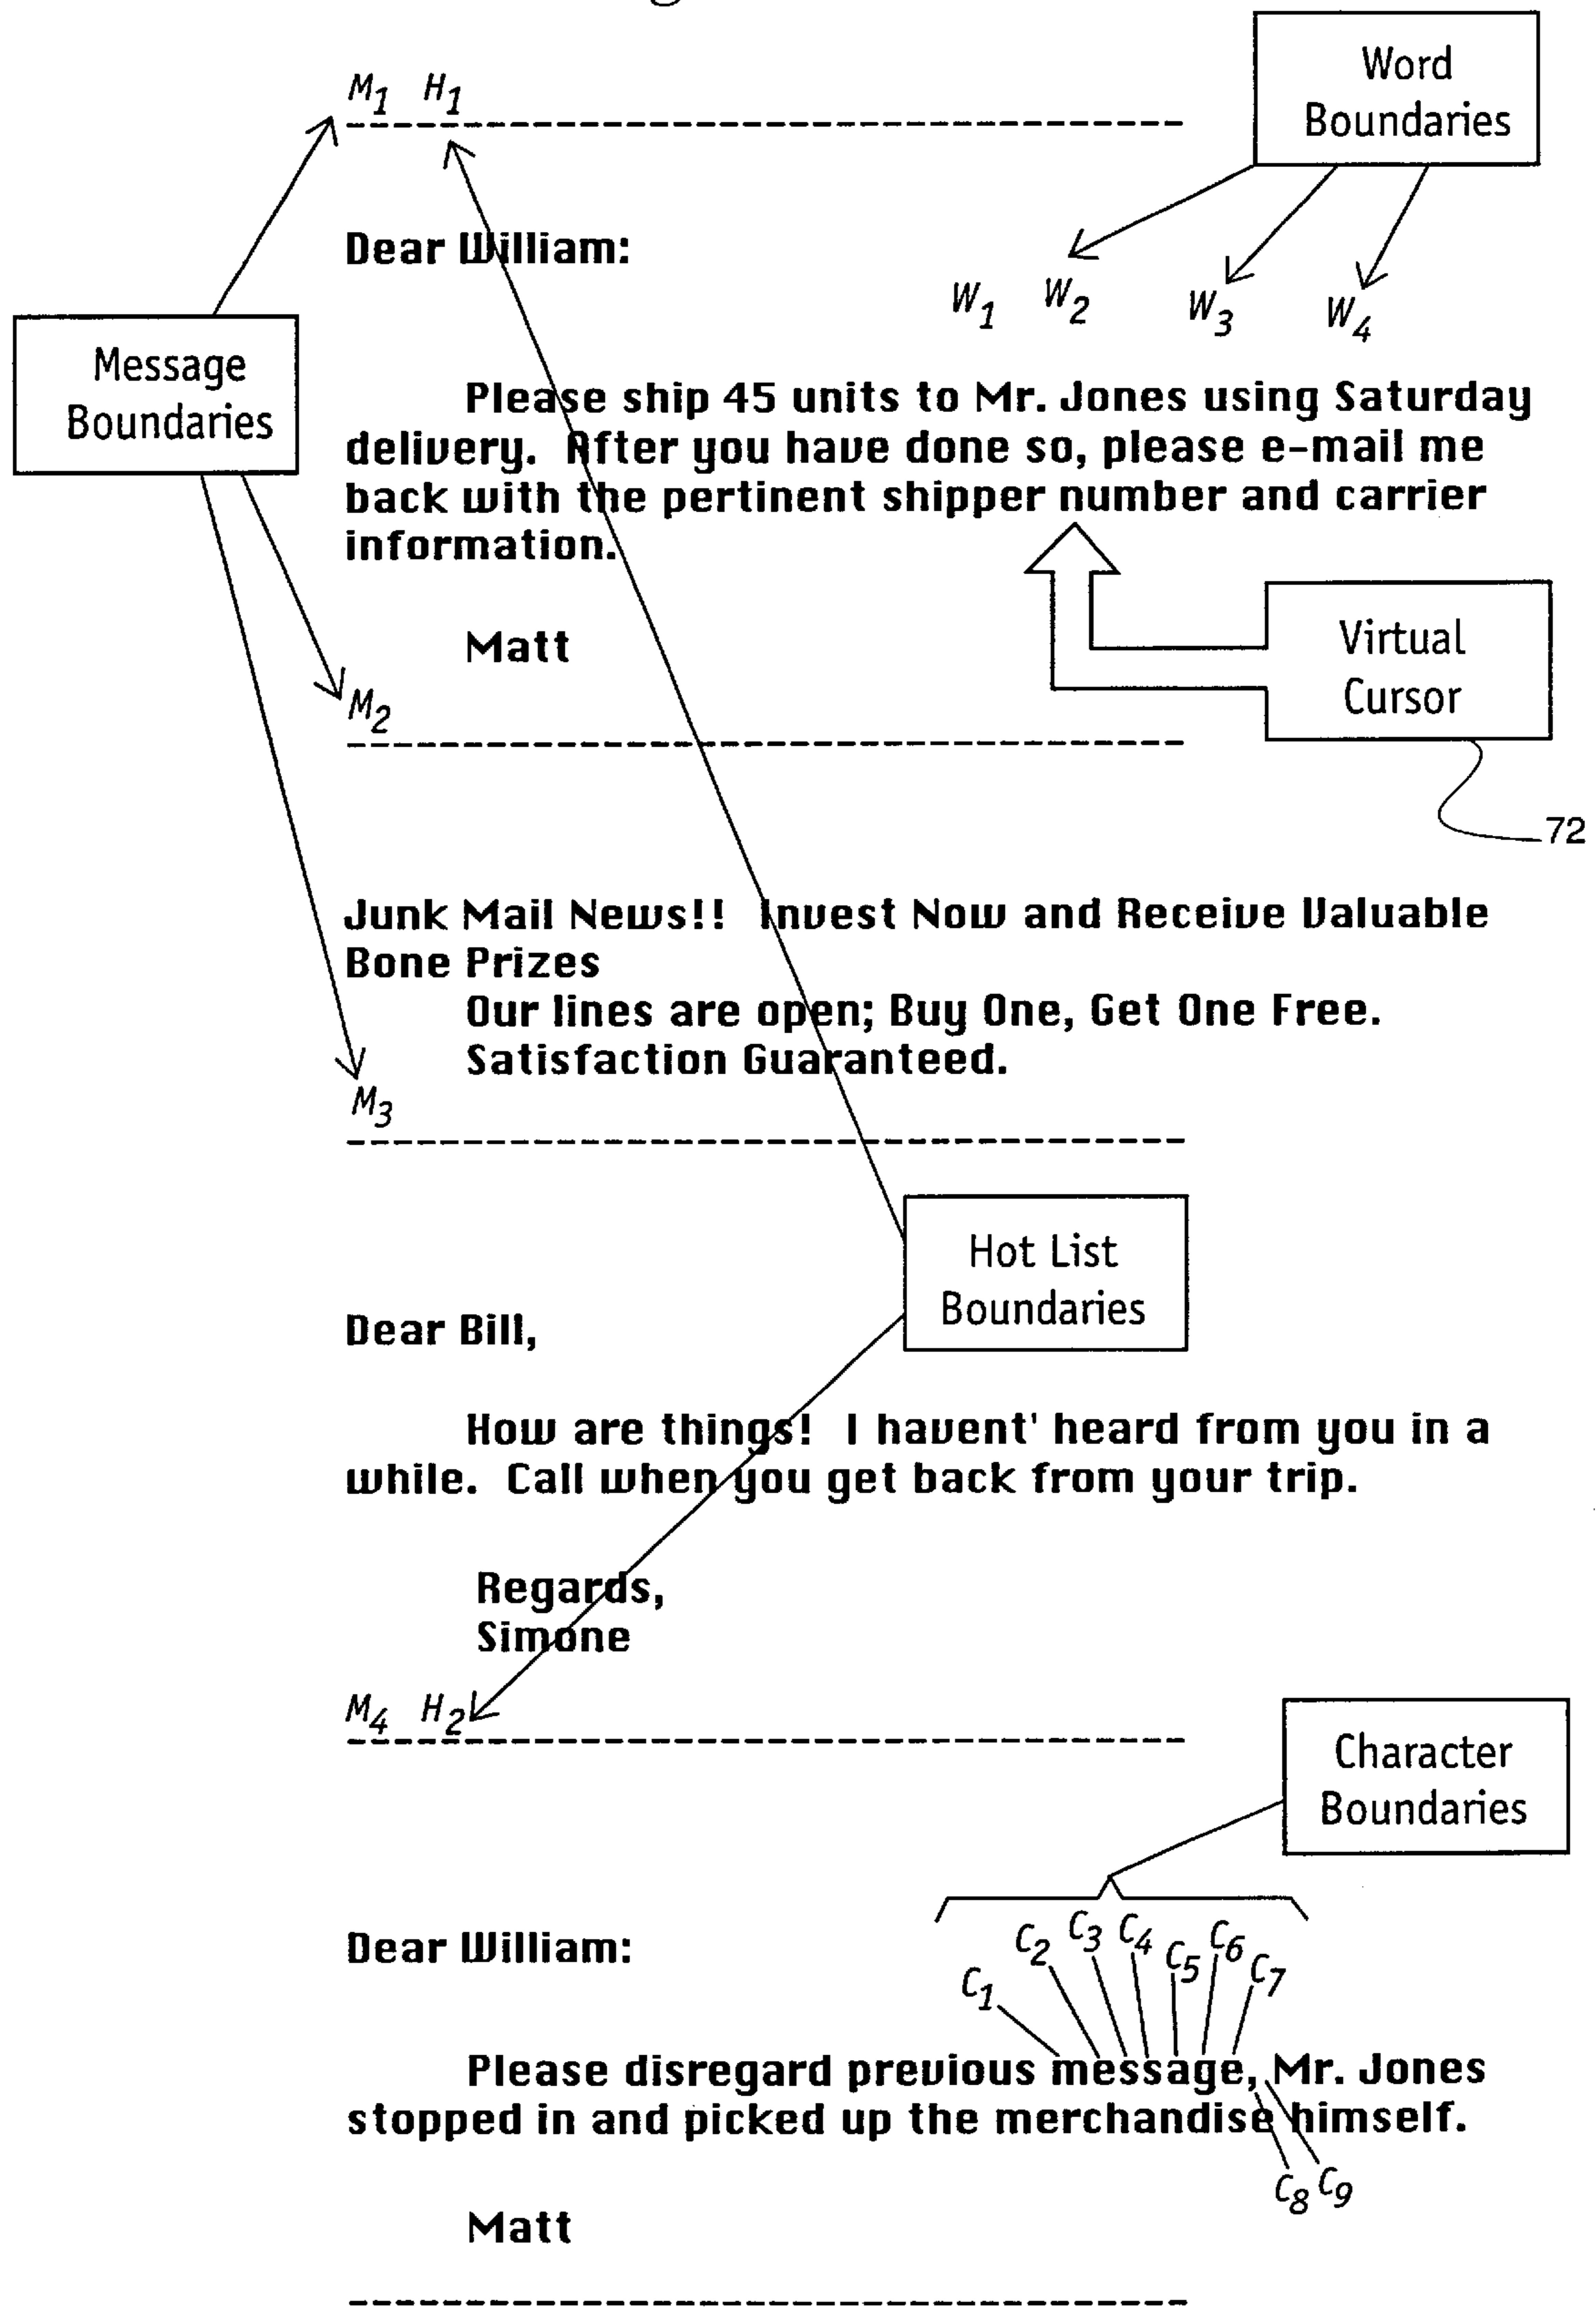 Word
Boundaries
M1 H1
Dear William:
W1 W2 W3 W4
Message
Boundaries
Please ship 45 units to Mr. Jones using Saturday
delivery. After you have done so, please e-mail me
back with the pertinent shipper number and carrier
information.
Virtual
Cursor
Matt
M2
72
Junk Mail News!! Invest Now and Receive Valuable
Bone Prizes
Our lines are open; Buy One, Get One Free.
Satisfaction Guaranteed.
M3
Hot List
Boundaries
Dear Bill,
How are things! I havent' heard from you in a
while. Call when you get back from your trip.
Regards,
Simone
M4 H2
Character
Boundaries
Dear William:
C1 C2 C3 C4 C5 C6 C7
Please disregard previous message, Mr. Jones
stopped in and picked up the merchandise himself.
C8 C9
Matt